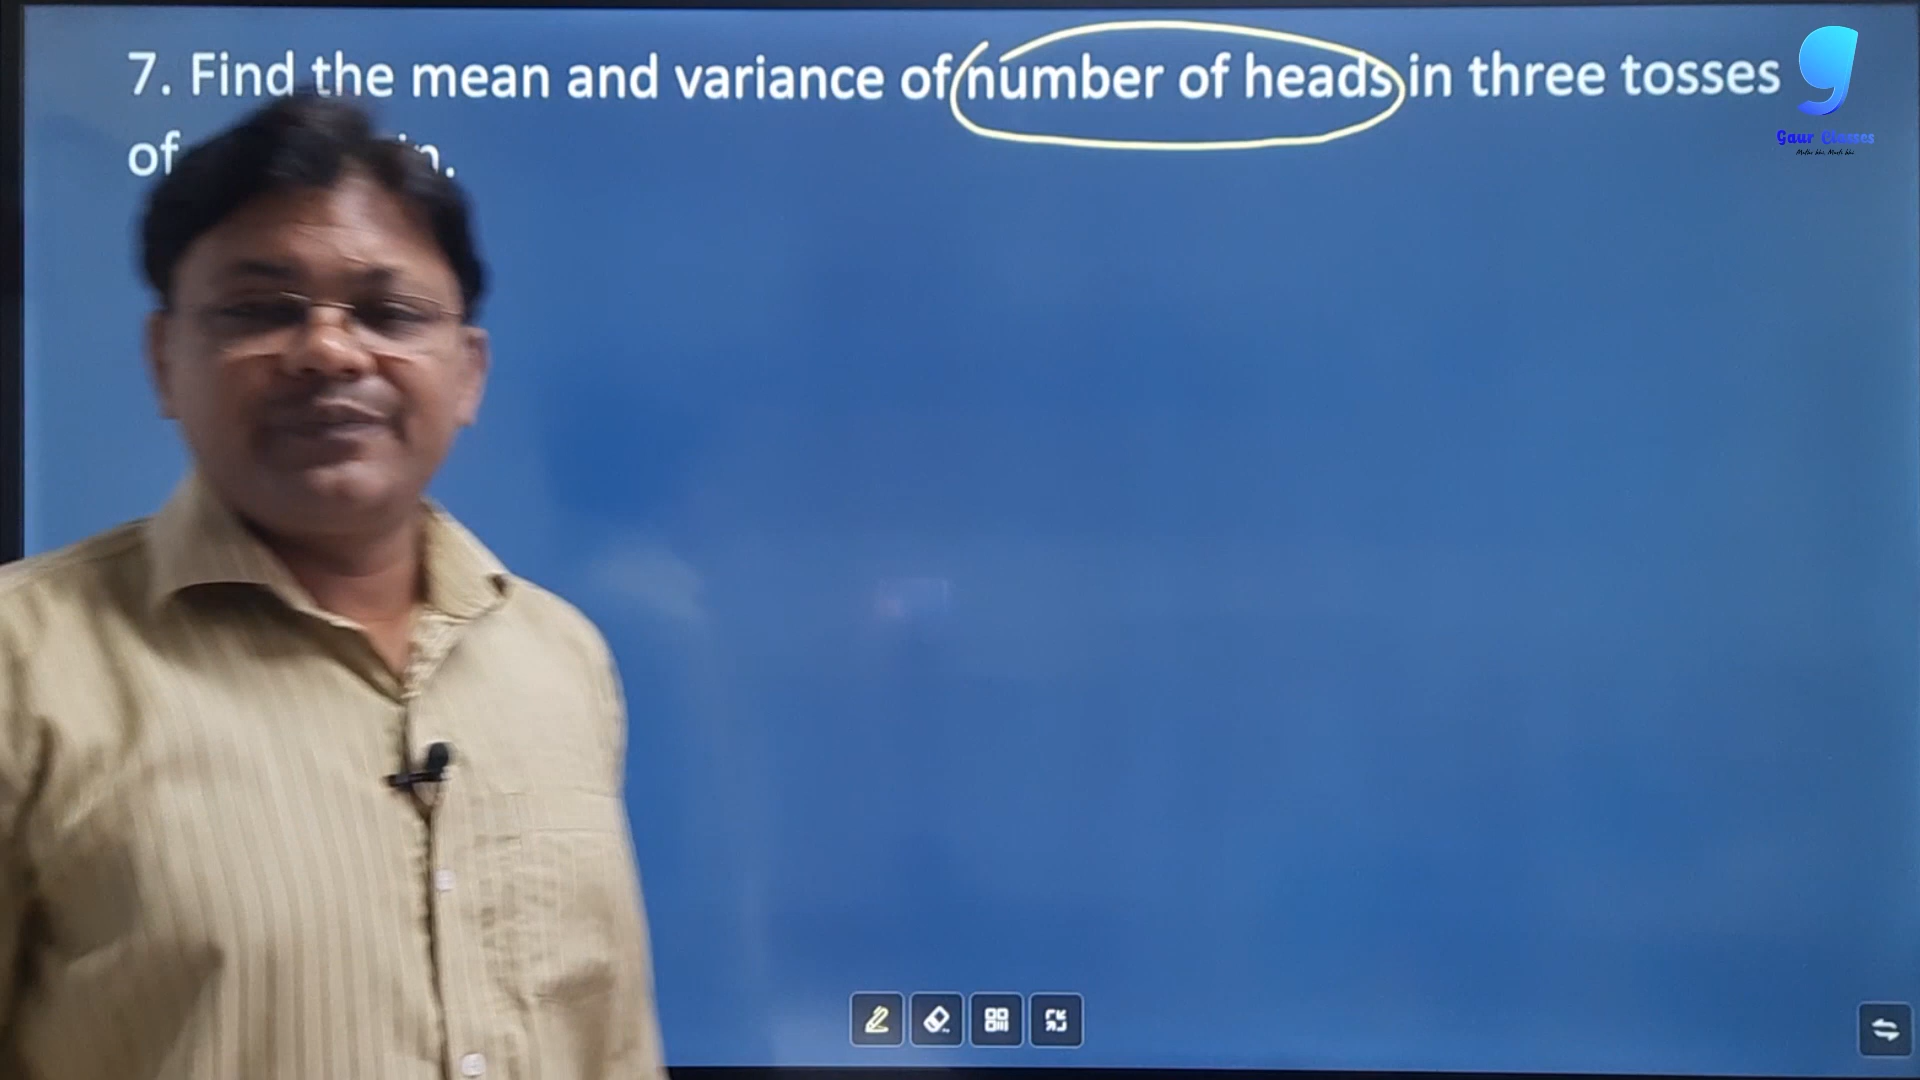 7. Find the mean and variance of number of heads in three tosses
of
Gaur Classes